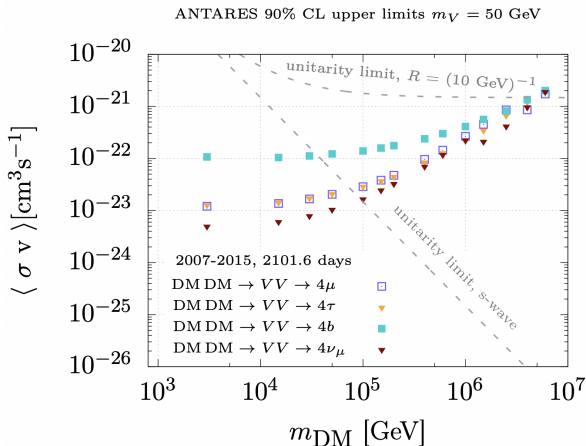 ANTARES 90% CL upper limits m_V = 50 GeV
10^−20
10^−21
10^−22
10^−23
10^−24
10^−25
10^−26
⟨ σ v ⟩[cm³s⁻¹]
unitarity limit, R = (10 GeV)⁻¹
unitarity limit, s-wave
2007-2015, 2101.6 days
DM DM → VV → 4μ
DM DM → VV → 4τ
DM DM → VV → 4b
DM DM → VV → 4ν_μ
10^3 10^4 10^5 10^6 10^7
m_DM [GeV]